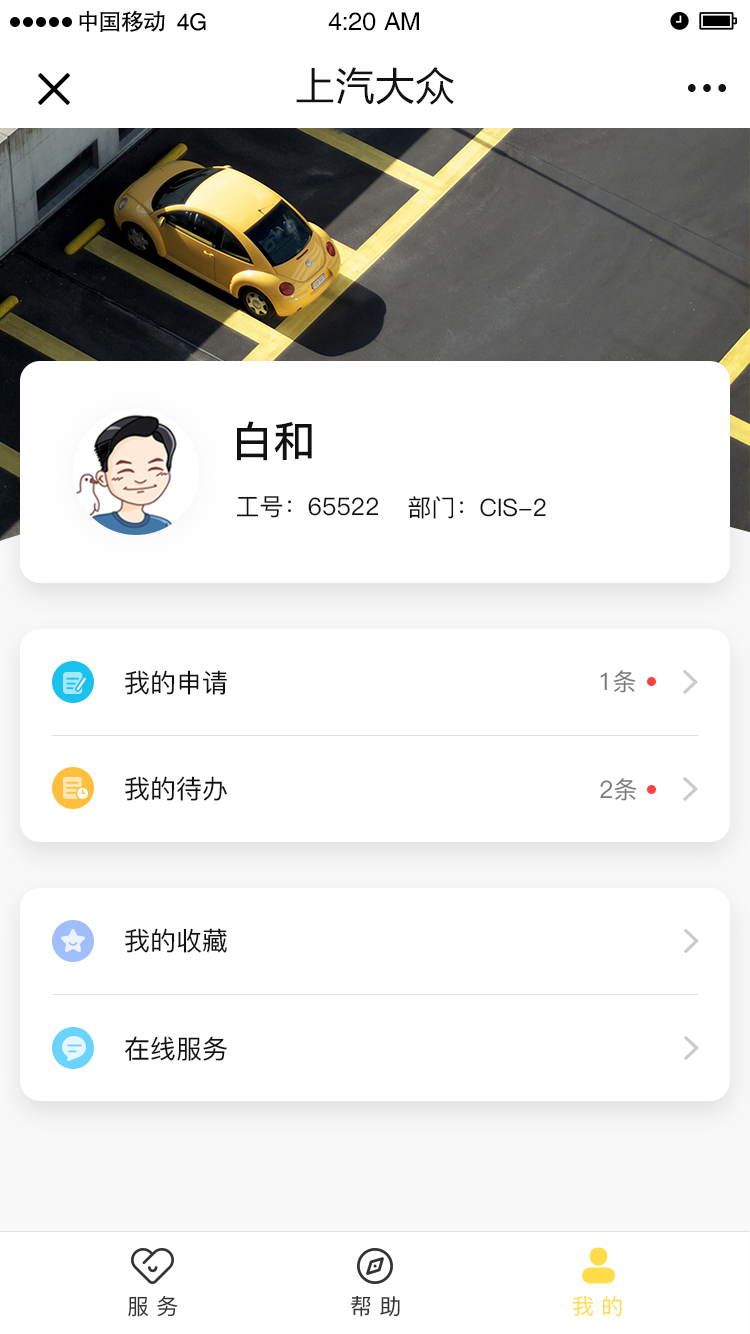 中国移动 4G 4:20 AM
上汽大众
白和
工号：65522 部门：CIS-2
我的申请 1条
我的待办 2条
我的收藏
在线服务
服务 帮助 我的